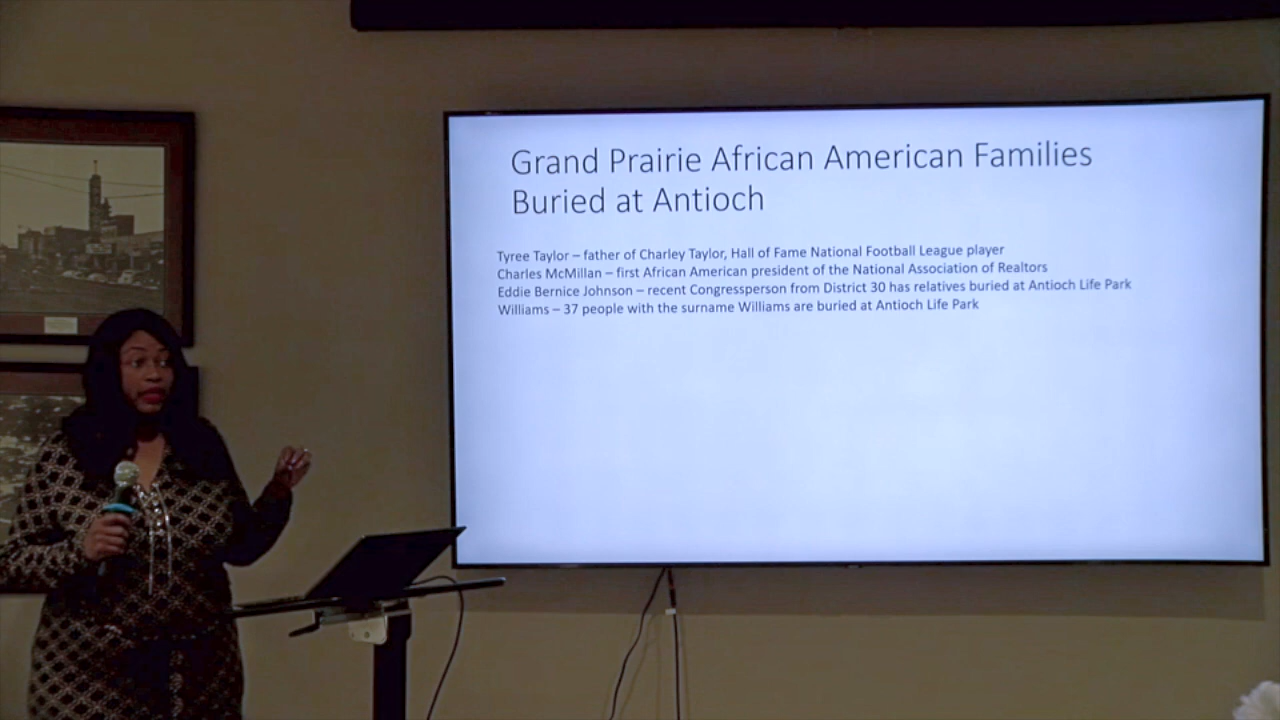 Grand Prairie African American Families
Buried at Antioch
Tyree Taylor – father of Charley Taylor, Hall of Fame National Football League player
Charles McMillan – first African American president of the National Association of Realtors
Eddie Bernice Johnson – recent Congressperson from District 30 has relatives buried at Antioch Life Park
Williams – 37 people with the surname Williams are buried at Antioch Life Park